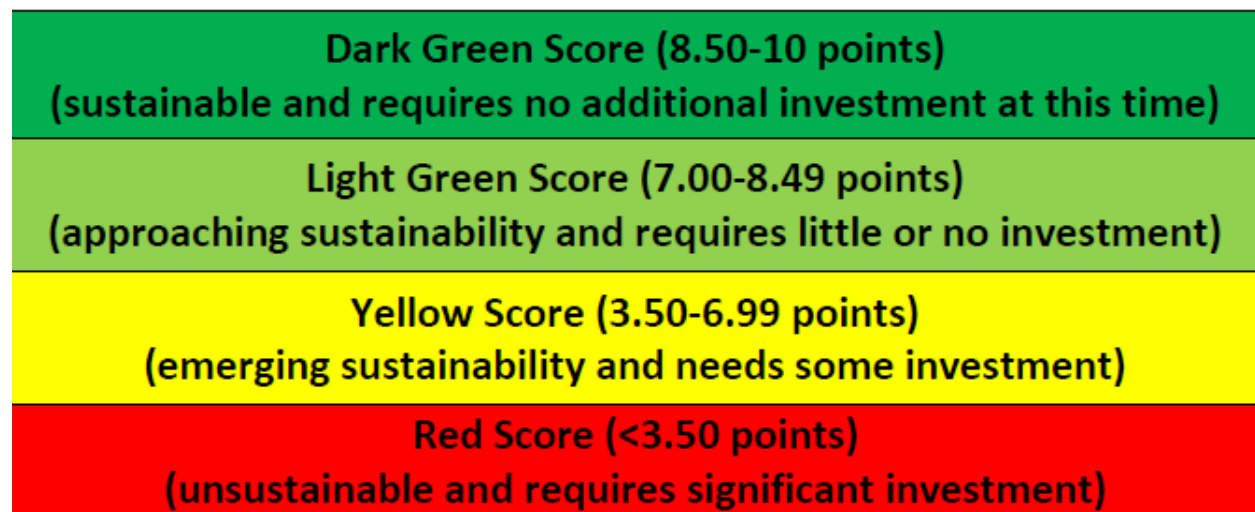 Dark Green Score (8.50-10 points)
(sustainable and requires no additional investment at this time)
Light Green Score (7.00-8.49 points)
(approaching sustainability and requires little or no investment)
Yellow Score (3.50-6.99 points)
(emerging sustainability and needs some investment)
Red Score (<3.50 points)
(unsustainable and requires significant investment)